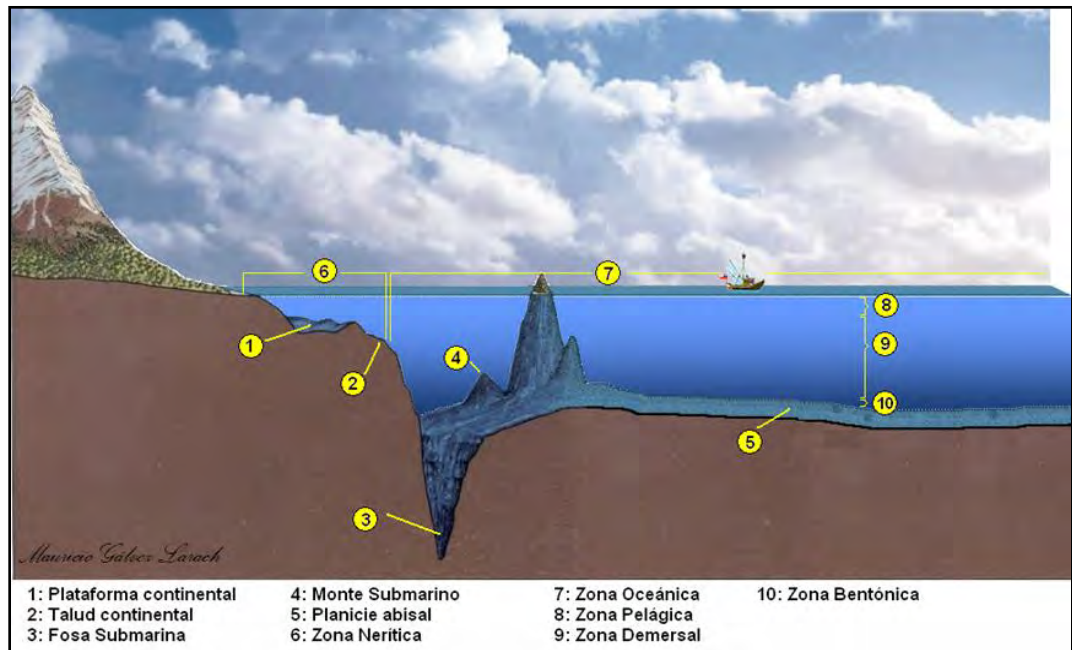 6
7
8
1
4
9
2
10
5
3
Mauricio Gálvez Larach
1: Plataforma continental
2: Talud continental
3: Fosa Submarina
4: Monte Submarino
5: Planicie abisal
6: Zona Nerítica
7: Zona Oceánica
8: Zona Pelágica
9: Zona Demersal
10: Zona Bentónica